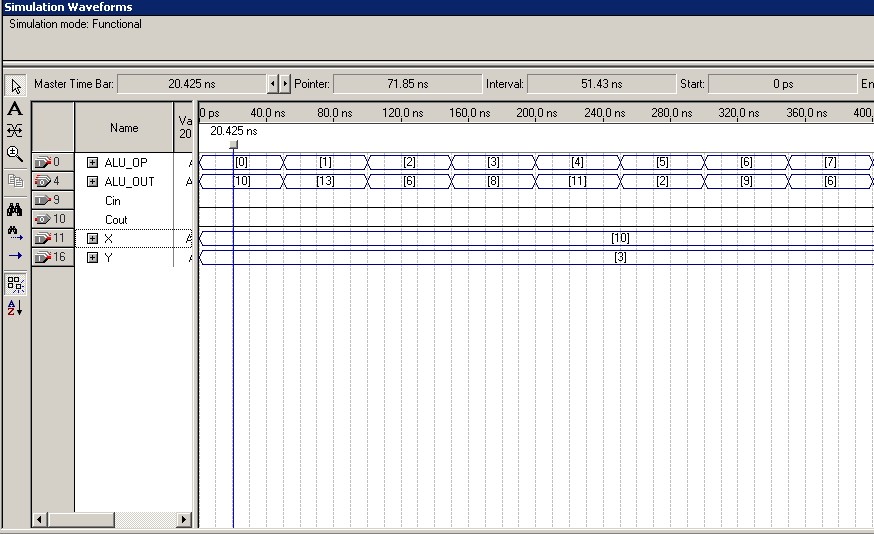 Simulation Waveforms
Simulation mode: Functional
Master Time Bar: 20.425 ns Pointer: 71.85 ns Interval: 51.43 ns Start: 0 ps En
Name Va 20 0 ps 40.0 ns 80.0 ns 120.0 ns 160.0 ns 200.0 ns 240.0 ns 280.0 ns 320.0 ns 360.0 ns 400.
20.425 ns
0 ALU_OP A [0] [1] [2] [3] [4] [5] [6] [7]
4 ALU_OUT A [10] [13] [6] [8] [11] [2] [9] [6]
9 Cin
10 Cout
11 X A [10]
16 Y A [3]